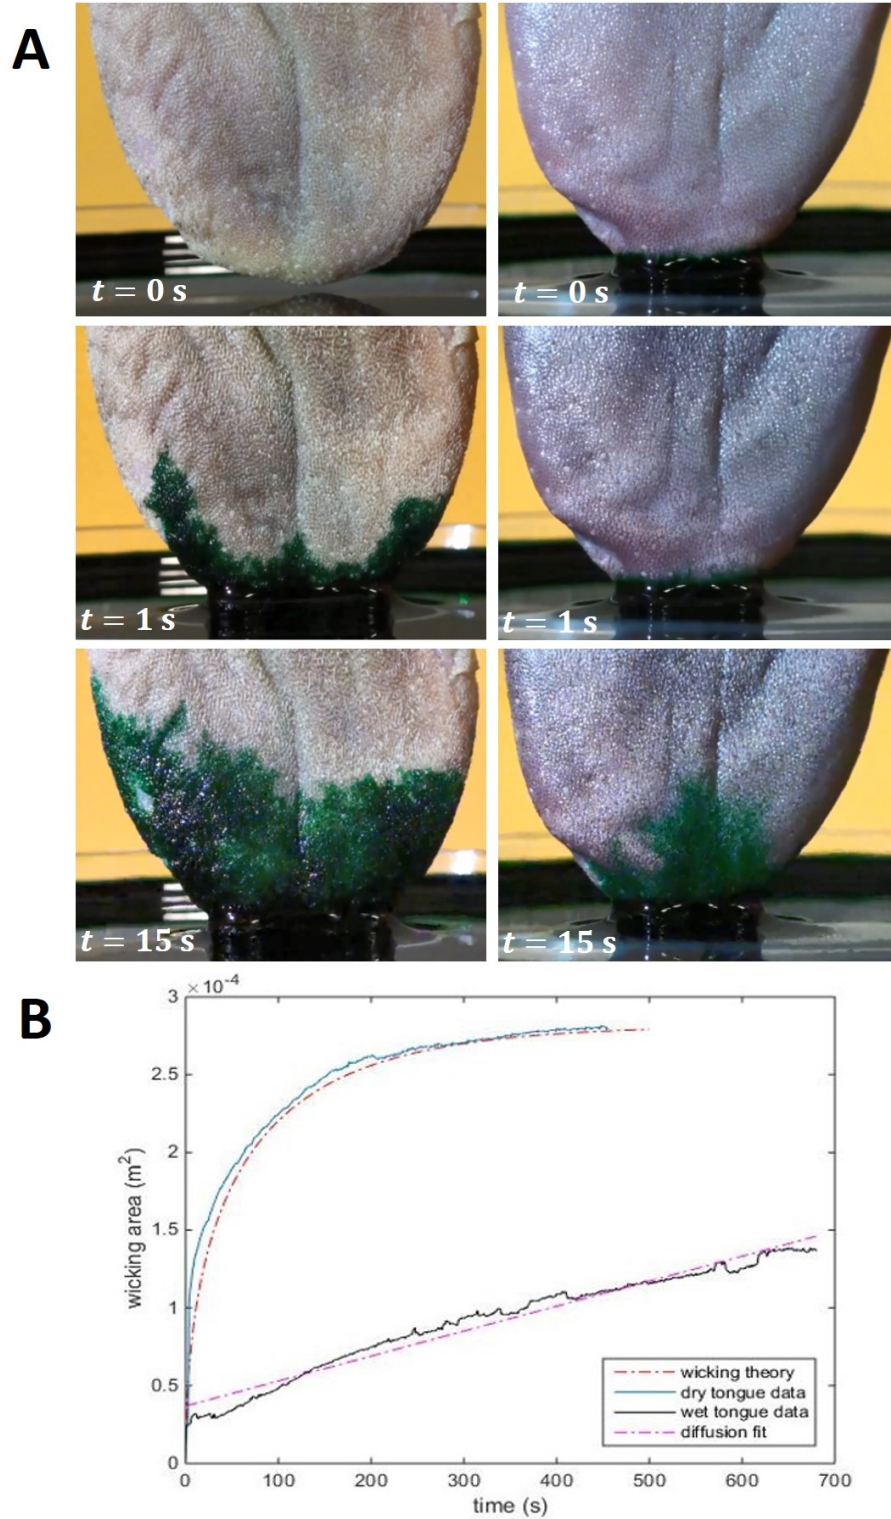 A
t = 0 s
t = 0 s
t = 1 s
t = 1 s
t = 15 s
t = 15 s
B
×10-4
3
2.5
2
1.5
1
0.5
0
wicking area (m2)
wicking theory
dry tongue data
wet tongue data
diffusion fit
0 100 200 300 400 500 600 700
time (s)